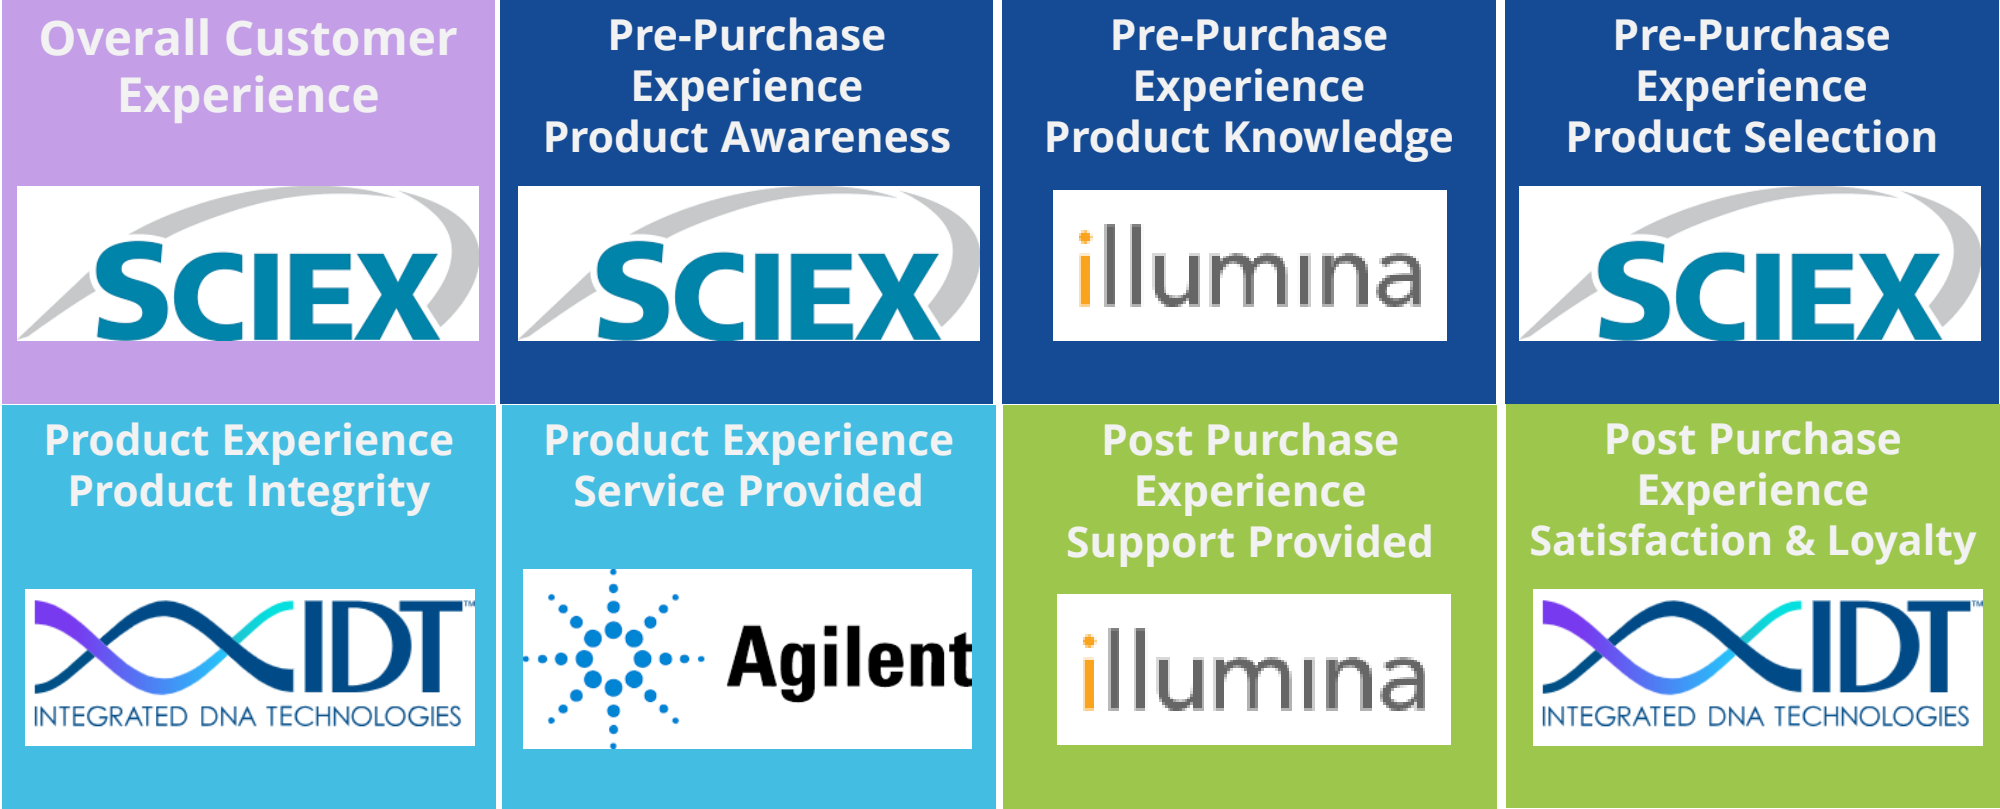 Overall Customer
Experience
SCIEX
Pre-Purchase
Experience
Product Awareness
SCIEX
Pre-Purchase
Experience
Product Knowledge
illumina
Pre-Purchase
Experience
Product Selection
SCIEX
Product Experience
Product Integrity
IDT™
INTEGRATED DNA TECHNOLOGIES
Product Experience
Service Provided
Agilent
Post Purchase
Experience
Support Provided
illumina
Post Purchase
Experience
Satisfaction & Loyalty
IDT™
INTEGRATED DNA TECHNOLOGIES